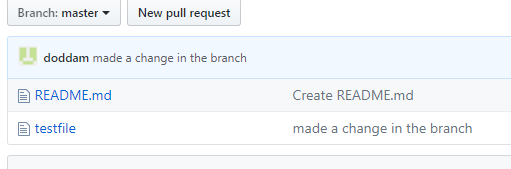 Branch: master New pull request
doddam made a change in the branch
README.md Create README.md
testfile made a change in the branch